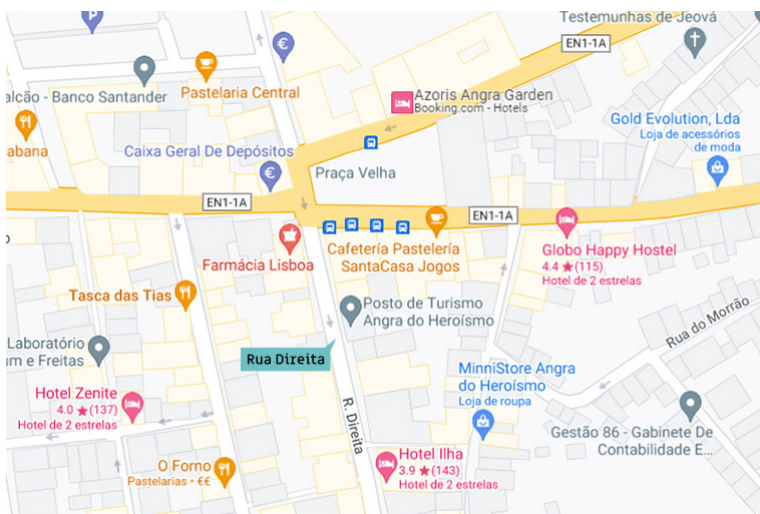 Testemunhas de Jeová
P
EN1-1A
€
alcão - Banco Santander
Pastelaria Central
Azoris Angra Garden
Booking.com - Hotels
Gold Evolution, Lda
Loja de acessórios
de moda
abana
Caixa Geral De Depósitos
€
Praça Velha
EN1-1A
EN1-1A
Farmácia Lisboa
Cafetería Pastelería
SantaCasa Jogos
Globo Happy Hostel
4.4 ★ (115)
Hotel de 2 estrelas
Tasca das Tias
Posto de Turismo
Angra do Heroísmo
Rua do Morrão
Laboratório
um e Freitas
Rua Direita
MinniStore Angra
do Heroísmo
Loja de roupa
Hotel Zenite
4.0 ★ (137)
Hotel de 2 estrelas
R. Direita
Gestão 86 - Gabinete De
Contabilidade E...
Hotel Ilha
3.9 ★ (143)
Hotel de 2 estrelas
O Forno
Pastelarias • €€